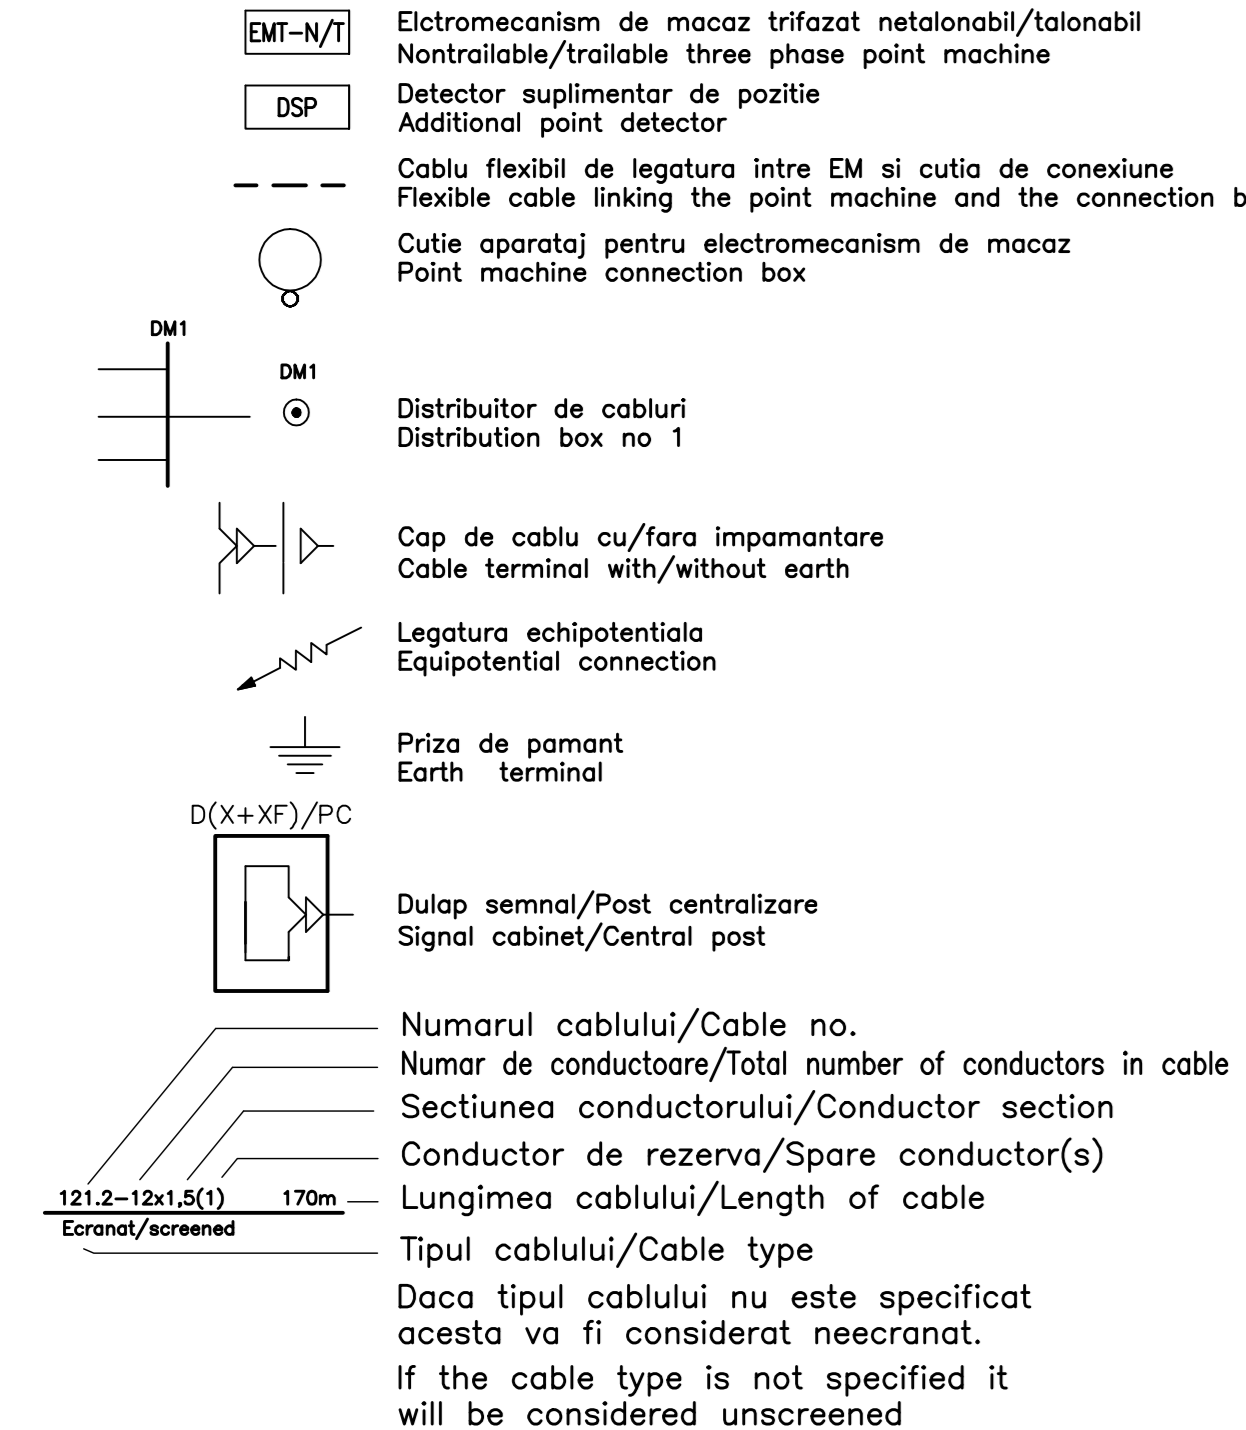 EMT-N/T
Elctromecanism de macaz trifazat netalonabil/talonabil
Nontrailable/trailable three phase point machine
DSP
Detector suplimentar de pozitie
Additional point detector
Cablu flexibil de legatura intre EM si cutia de conexiune
Flexible cable linking the point machine and the connection b
Cutie aparataj pentru electromecanism de macaz
Point machine connection box
DM1
DM1
Distribuitor de cabluri
Distribution box no 1
Cap de cablu cu/fara impamantare
Cable terminal with/without earth
Legatura echipotentiala
Equipotential connection
Priza de pamant
Earth terminal
D(X+XF)/PC
Dulap semnal/Post centralizare
Signal cabinet/Central post
Numarul cablului/Cable no.
Numar de conductoare/Total number of conductors in cable
Sectiunea conductorului/Conductor section
Conductor de rezerva/Spare conductor(s)
121.2-12x1,5(1) 170m
Lungimea cablului/Length of cable
Ecranat/screened
Tipul cablului/Cable type
Daca tipul cablului nu este specificat
acesta va fi considerat neecranat.
If the cable type is not specified it
will be considered unscreened